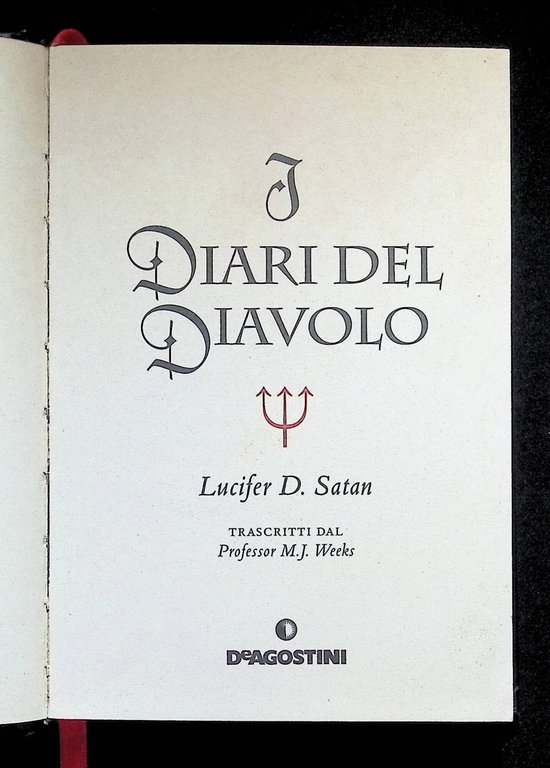 I
DIARI DEL
DIAVOLO
Lucifer D. Satan
TRASCRITTI DAL
Professor M.J. Weeks
DeAGOSTINI